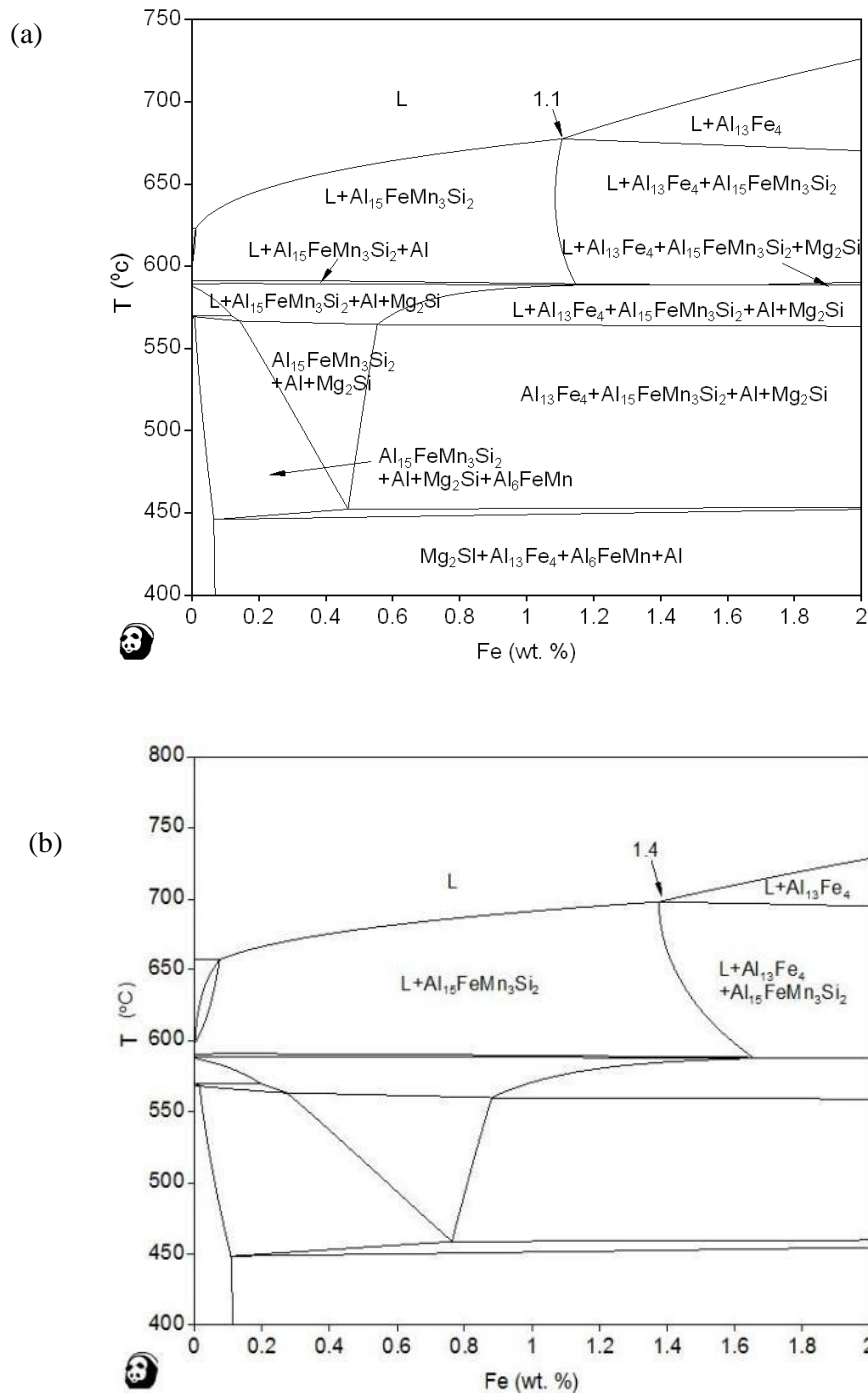 (a)
750
700
650
600
550
500
450
400
T (ºc)
L
1.1
L+Al₁₃Fe₄
L+Al₁₃Fe₄+Al₁₅FeMn₃Si₂
L+Al₁₅FeMn₃Si₂
L+Al₁₅FeMn₃Si₂+Al
L+Al₁₃Fe₄+Al₁₅FeMn₃Si₂+Mg₂Si
L+Al₁₅FeMn₃Si₂+Al+Mg₂Si
L+Al₁₃Fe₄+Al₁₅FeMn₃Si₂+Al+Mg₂Si
Al₁₅FeMn₃Si₂
+Al+Mg₂Si
Al₁₃Fe₄+Al₁₅FeMn₃Si₂+Al+Mg₂Si
Al₁₅FeMn₃Si₂
+Al+Mg₂Si+Al₆FeMn
Mg₂SI+Al₁₃Fe₄+Al₆FeMn+Al
0 0.2 0.4 0.6 0.8 1 1.2 1.4 1.6 1.8 2
Fe (wt. %)
(b)
800
750
700
650
600
550
500
450
400
T (ºC)
L
1.4
L+Al₁₃Fe₄
L+Al₁₅FeMn₃Si₂
L+Al₁₃Fe₄
+Al₁₅FeMn₃Si₂
0 0.2 0.4 0.6 0.8 1 1.2 1.4 1.6 1.8 2
Fe (wt. %)